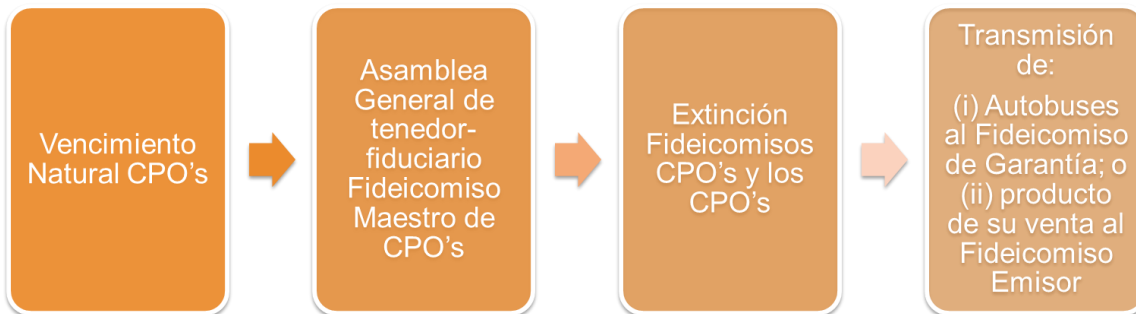 Vencimiento
Natural CPO's
Asamblea
General de
tenedor-
fiduciario
Fideicomiso
Maestro de
CPO's
Extinción
Fideicomisos
CPO's y los
CPO's
Transmisión
de:
(i) Autobuses
al Fideicomiso
de Garantía; o
(ii) producto
de su venta al
Fideicomiso
Emisor